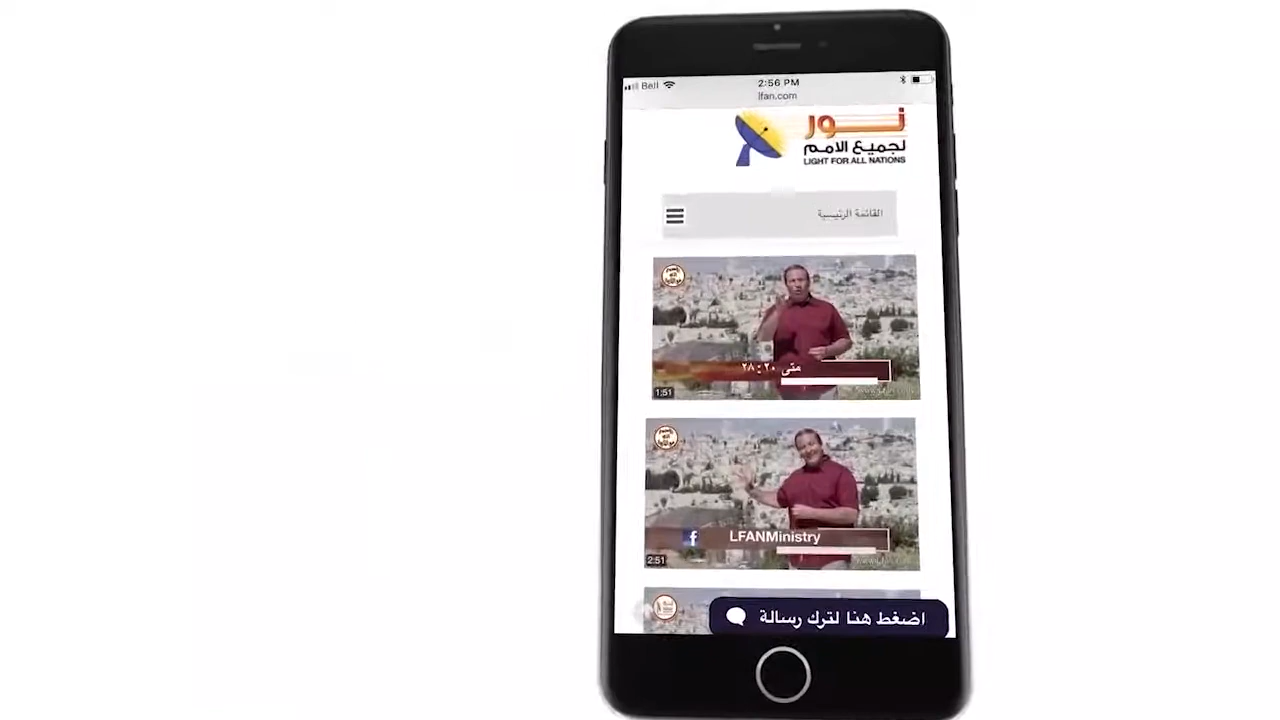 Bell
2:56 PM
lfan.com
نور
لجميع الامم
LIGHT FOR ALL NATIONS
القائمة الرئيسية
متى ٢٠ : ٢٨
1:51
LFANMinistry
2:51
اضغط هنا لترك رسالة